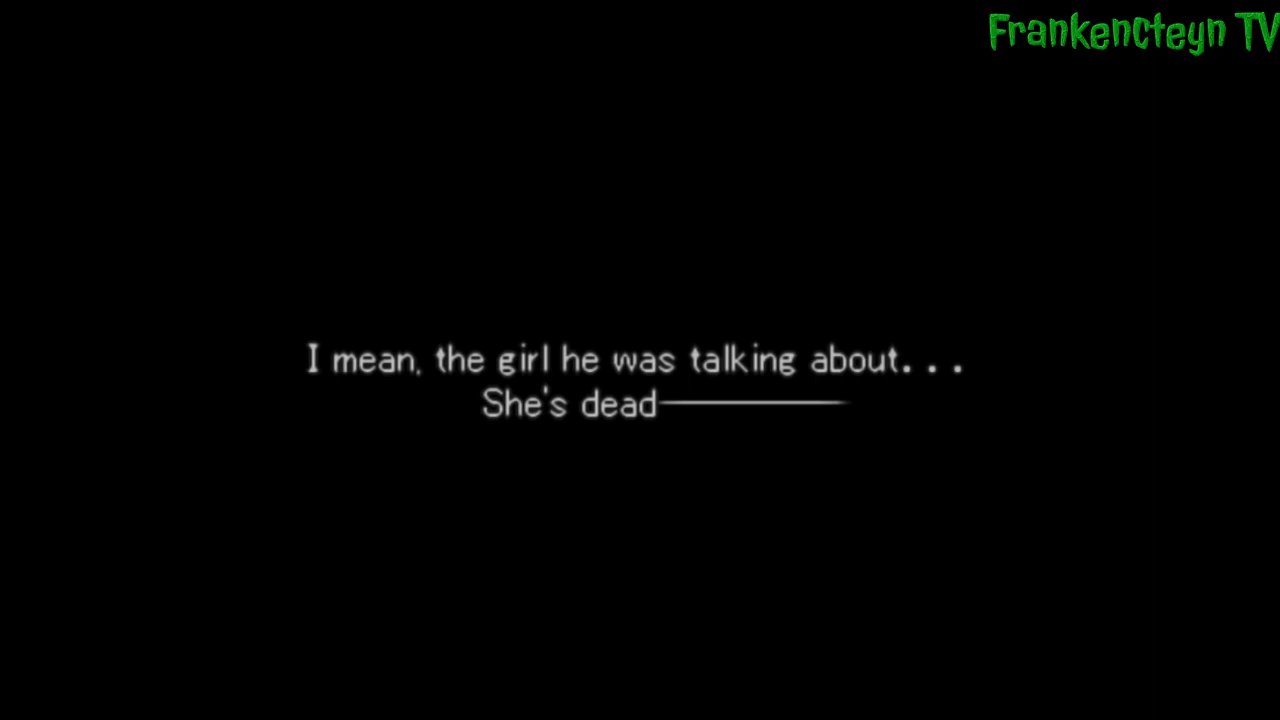 Frankencteyn TV
I mean, the girl he was talking about...
She's dead————